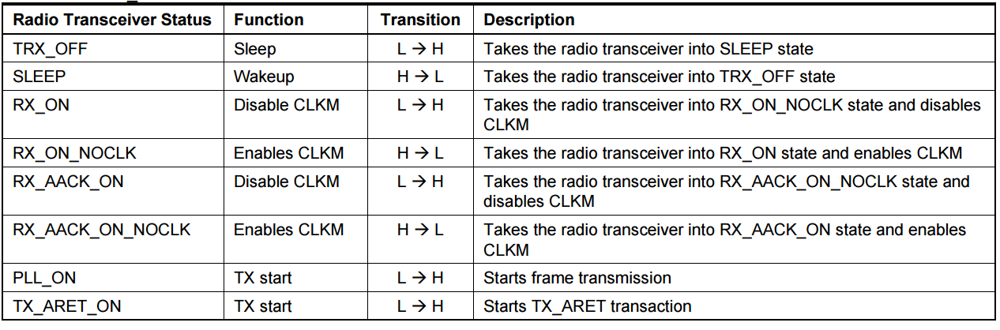 Radio Transceiver Status Function Transition Description
TRX_OFF Sleep L → H Takes the radio transceiver into SLEEP state
SLEEP Wakeup H → L Takes the radio transceiver into TRX_OFF state
RX_ON Disable CLKM L → H Takes the radio transceiver into RX_ON_NOCLK state and disables
CLKM
RX_ON_NOCLK Enables CLKM H → L Takes the radio transceiver into RX_ON state and enables CLKM
RX_AACK_ON Disable CLKM L → H Takes the radio transceiver into RX_AACK_ON_NOCLK state and
disables CLKM
RX_AACK_ON_NOCLK Enables CLKM H → L Takes the radio transceiver into RX_AACK_ON state and enables
CLKM
PLL_ON TX start L → H Starts frame transmission
TX_ARET_ON TX start L → H Starts TX_ARET transaction